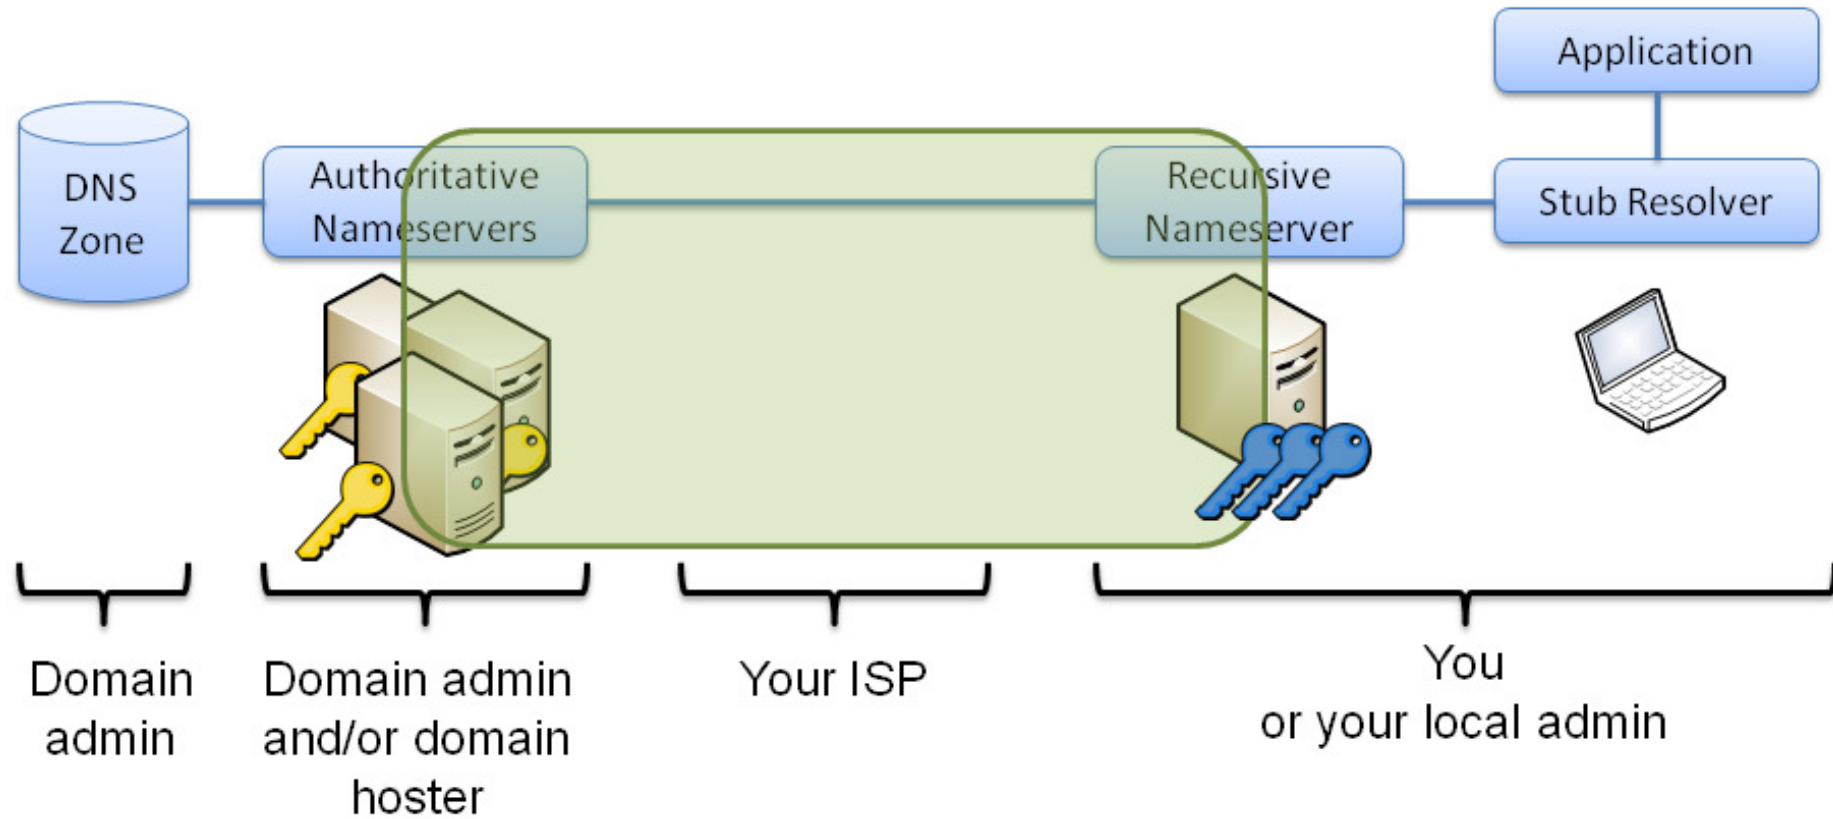 Application
DNS
Zone
Authoritative
Nameservers
Recursive
Nameserver
Stub Resolver
Domain
admin
Domain admin
and/or domain
hoster
Your ISP
You
or your local admin